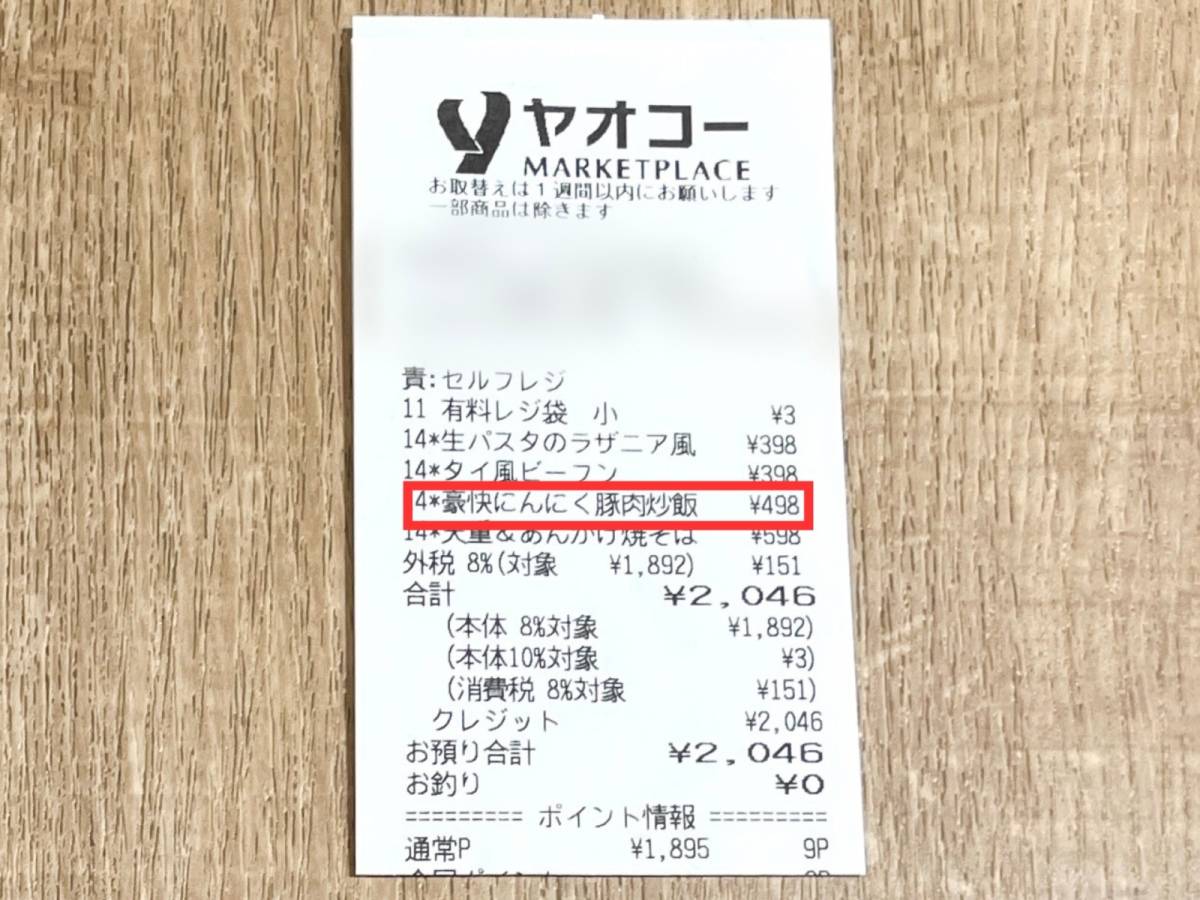 ヤオコー
MARKETPLACE
お取替えは1週間以内にお願いします
一部商品は除きます
責:セルフレジ
11 有料レジ袋 小 ¥3
14*生パスタのラザニア風 ¥398
14*タイ風ビーフン ¥398
4*豪快にんにく豚肉炒飯 ¥498
14*天重&あんかけ焼そば ¥598
外税 8%(対象 ¥1,892) ¥151
合計 ¥2,046
(本体 8%対象 ¥1,892)
(本体10%対象 ¥3)
(消費税 8%対象 ¥151)
クレジット ¥2,046
お預り合計 ¥2,046
お釣り ¥0
========= ポイント情報 =========
通常P ¥1,895 9P